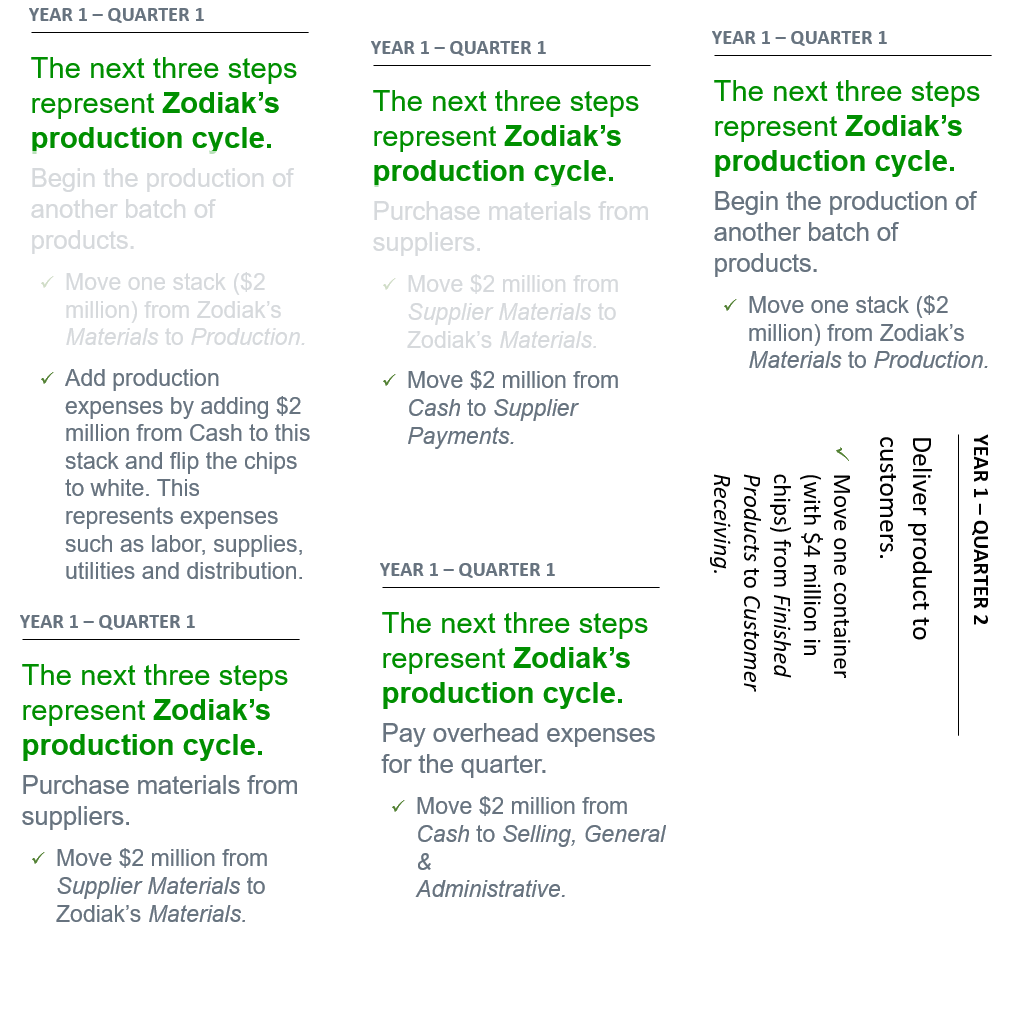 YEAR 1 – QUARTER 1
The next three steps
represent Zodiak’s
production cycle.
Begin the production of
another batch of
products.
✓ Move one stack ($2
million) from Zodiak’s
Materials to Production.
✓ Add production
expenses by adding $2
million from Cash to this
stack and flip the chips
to white. This
represents expenses
such as labor, supplies,
utilities and distribution.
YEAR 1 – QUARTER 1
The next three steps
represent Zodiak’s
production cycle.
Purchase materials from
suppliers.
✓ Move $2 million from
Supplier Materials to
Zodiak’s Materials.
YEAR 1 – QUARTER 1
The next three steps
represent Zodiak’s
production cycle.
Purchase materials from
suppliers.
✓ Move $2 million from
Supplier Materials to
Zodiak’s Materials.
✓ Move $2 million from
Cash to Supplier
Payments.
YEAR 1 – QUARTER 1
The next three steps
represent Zodiak’s
production cycle.
Pay overhead expenses
for the quarter.
✓ Move $2 million from
Cash to Selling, General
&
Administrative.
YEAR 1 – QUARTER 1
The next three steps
represent Zodiak’s
production cycle.
Begin the production of
another batch of
products.
✓ Move one stack ($2
million) from Zodiak’s
Materials to Production.
YEAR 1 – QUARTER 2
Deliver product to
customers.
✓ Move one container
(with $4 million in
chips) from Finished
Products to Customer
Receiving.